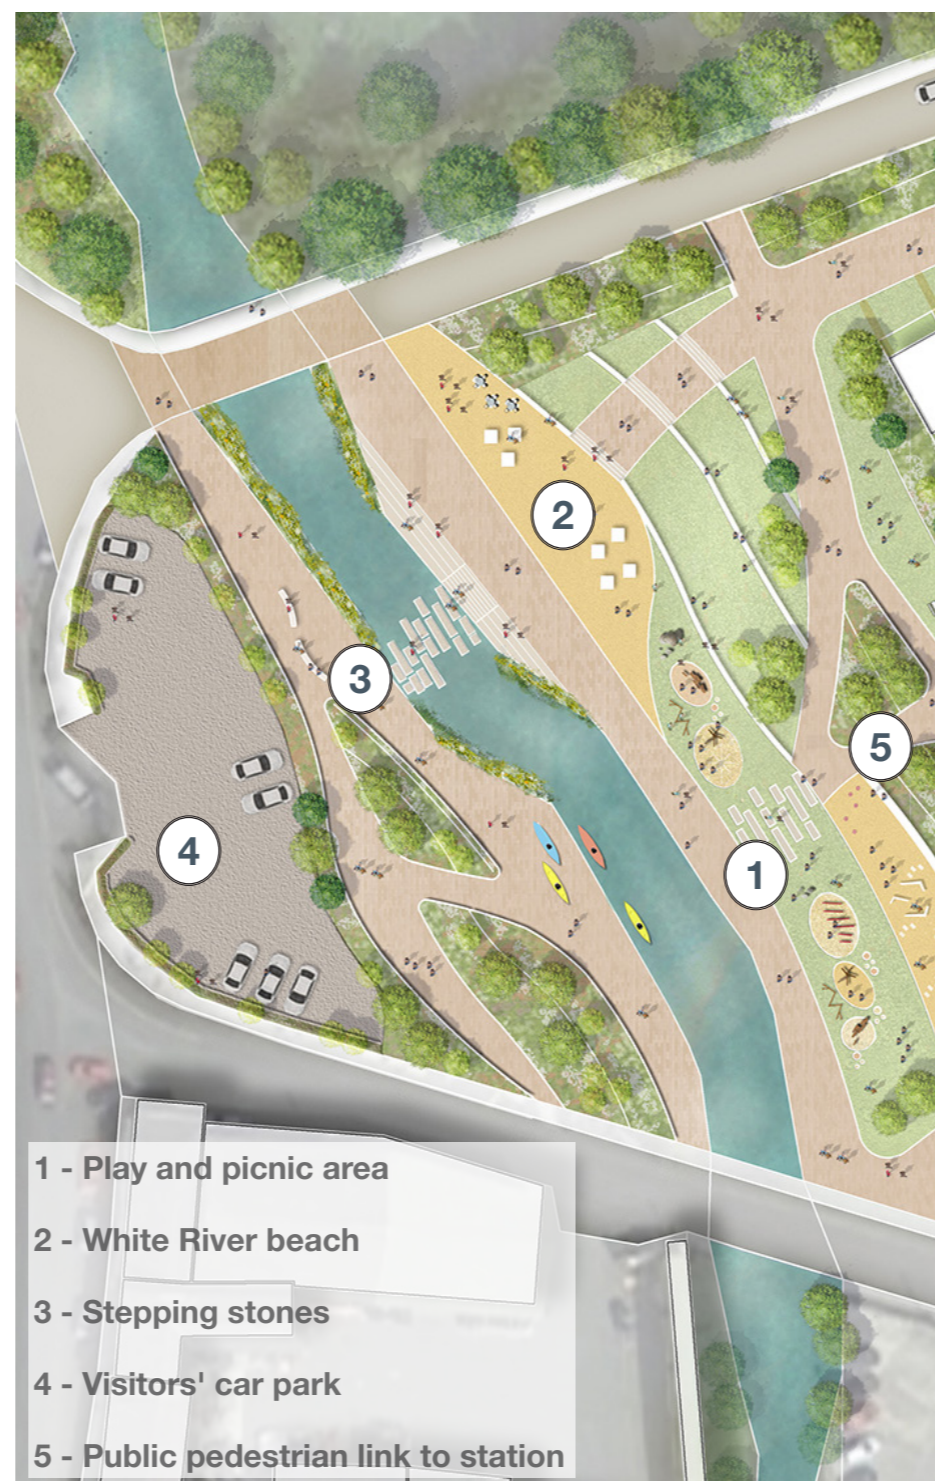 2
3
5
4
1
1 - Play and picnic area
2 - White River beach
3 - Stepping stones
4 - Visitors' car park
5 - Public pedestrian link to station